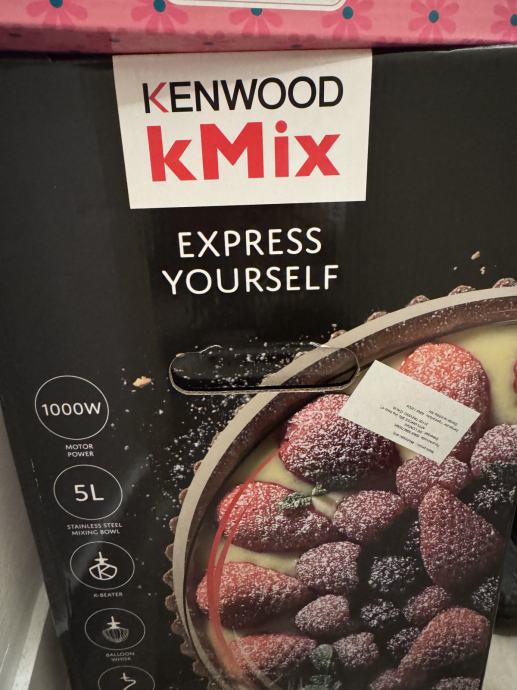 KENWOOD
kMix
EXPRESS
YOURSELF
1000W
MOTOR
POWER
5L
STAINLESS STEEL
MIXING BOWL
K
K-BEATER
BALLOON
WHISK